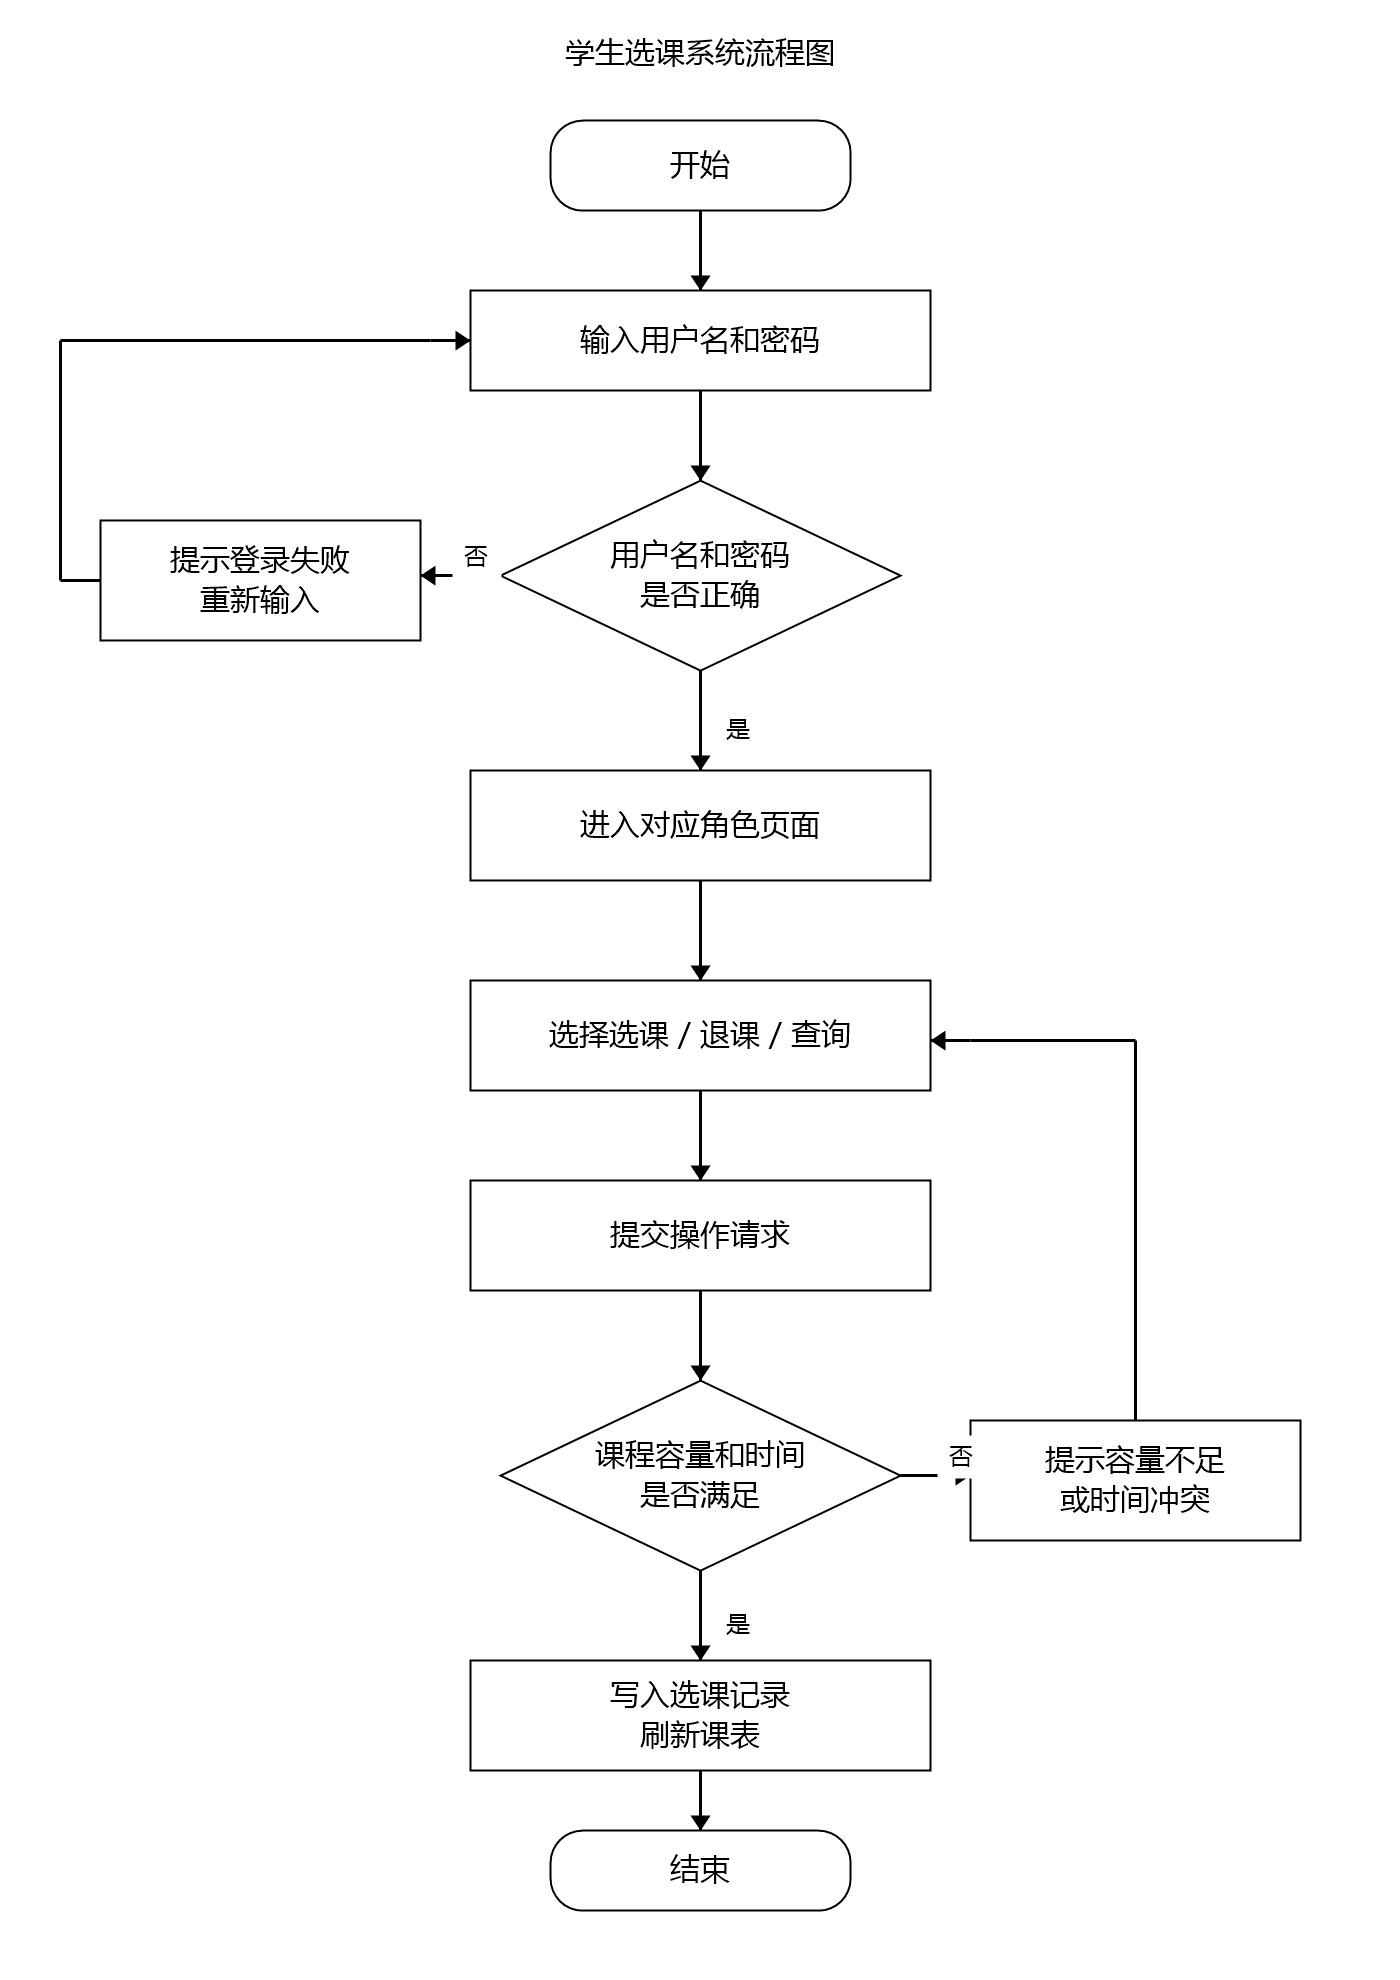 学生选课系统流程图
开始
输入用户名和密码
用户名和密码
是否正确
否
提示登录失败
重新输入
是
进入对应角色页面
选择选课 / 退课 / 查询
提交操作请求
课程容量和时间
是否满足
否
提示容量不足
或时间冲突
是
写入选课记录
刷新课表
结束